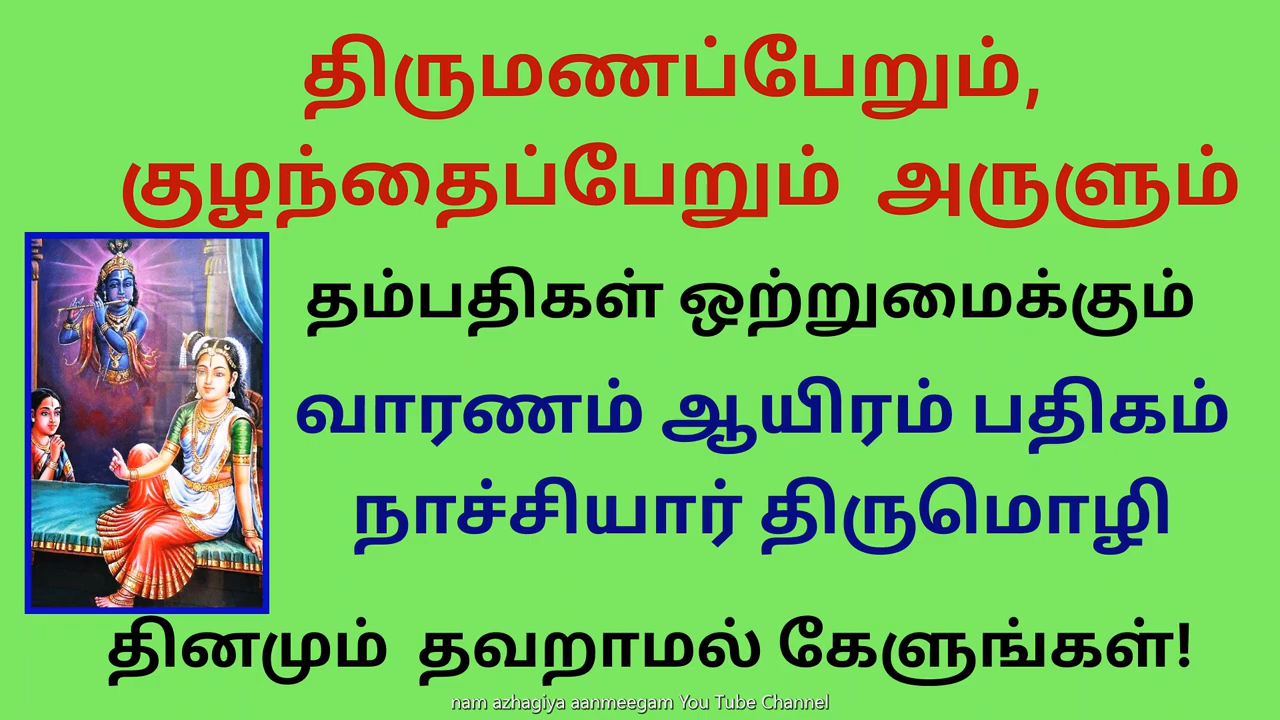 திருமணப்பேறும்,
குழந்தைப்பேறும் அருளும்
தம்பதிகள் ஒற்றுமைக்கும்
வாரணம் ஆயிரம் பதிகம்
நாச்சியார் திருமொழி
தினமும் தவறாமல் கேளுங்கள்!
nam azhagiya aanmeegam You Tube Channel